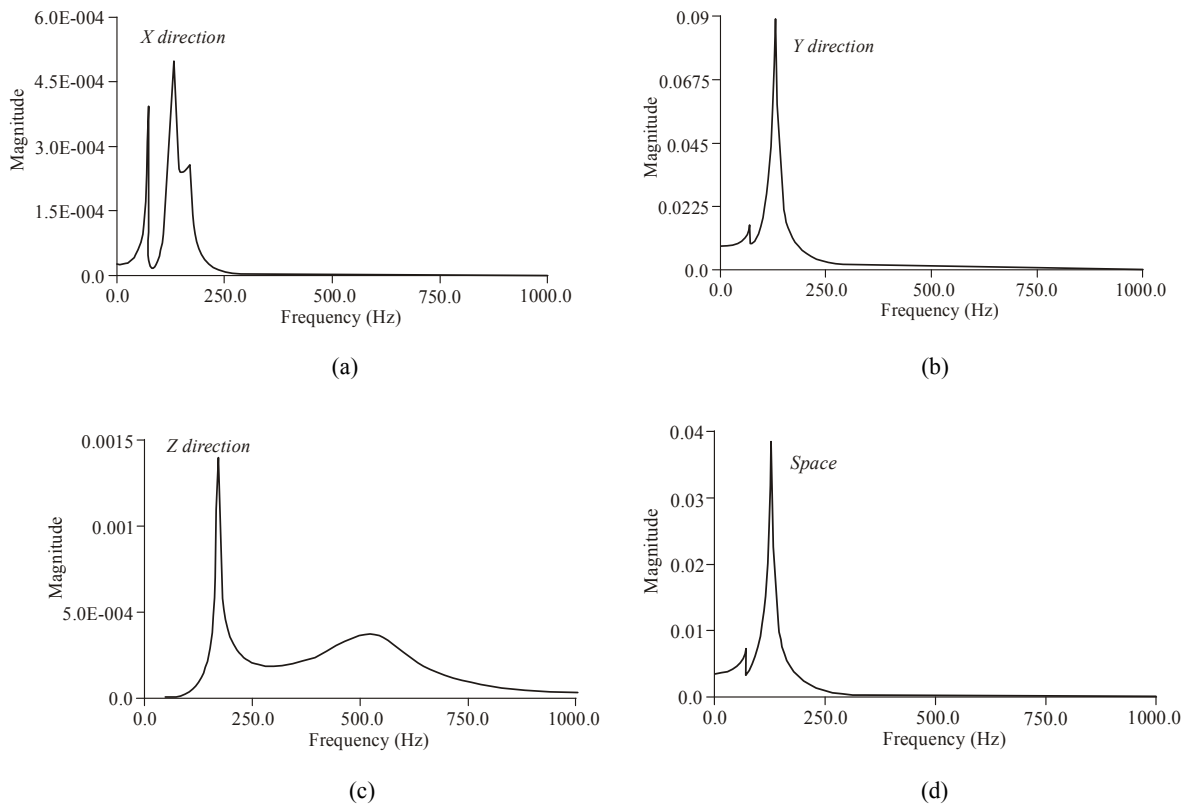 6.0E-004
X direction
4.5E-004
3.0E-004
1.5E-004
0.0
Magnitude
0.0 250.0 500.0 750.0 1000.0
Frequency (Hz)
(a)
0.09
Y direction
0.0675
0.045
0.0225
0.0
Magnitude
0.0 250.0 500.0 750.0 1000.0
Frequency (Hz)
(b)
0.0015
Z direction
0.001
5.0E-004
0.0
Magnitude
0.0 250.0 500.0 750.0 1000.0
Frequency (Hz)
(c)
0.04
Space
0.03
0.02
0.01
0.0
Magnitude
0.0 250.0 500.0 750.0 1000.0
Frequency (Hz)
(d)